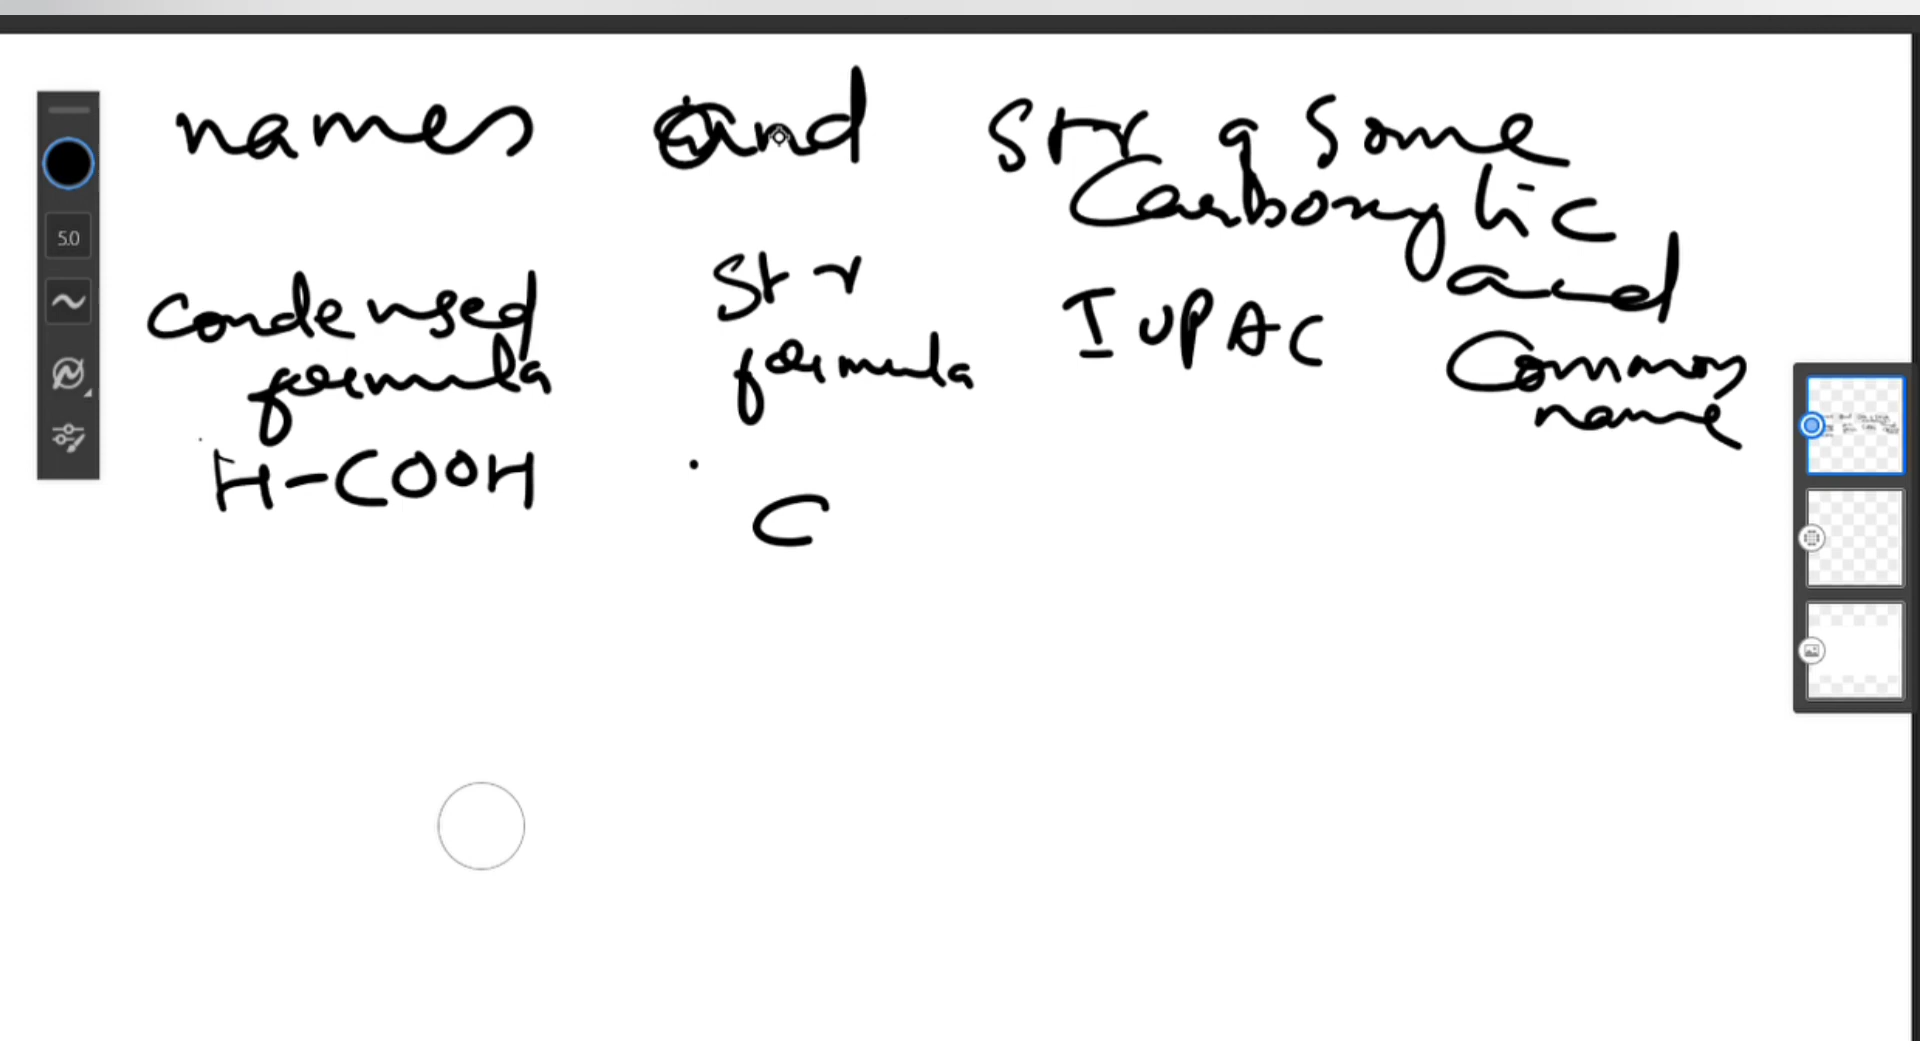 names and str of some
Carboxylic
acid
Condensed
formula
Str
formula
IUPAC
Common
name
H-COOH
C
5.0